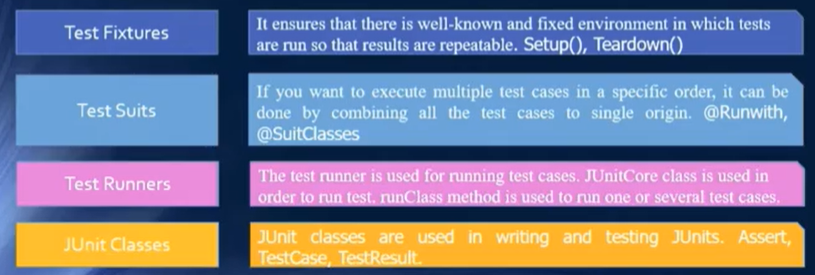 Test Fixtures
It ensures that there is well-known and fixed environment in which tests
are run so that results are repeatable. Setup(), Teardown()
Test Suits
If you want to execute multiple test cases in a specific order, it can be
done by combining all the test cases to single origin. @Runwith,
@SuitClasses
Test Runners
The test runner is used for running test cases. JUnitCore class is used in
order to run test. runClass method is used to run one or several test cases.
JUnit Classes
JUnit classes are used in writing and testing JUnits. Assert,
TestCase, TestResult.